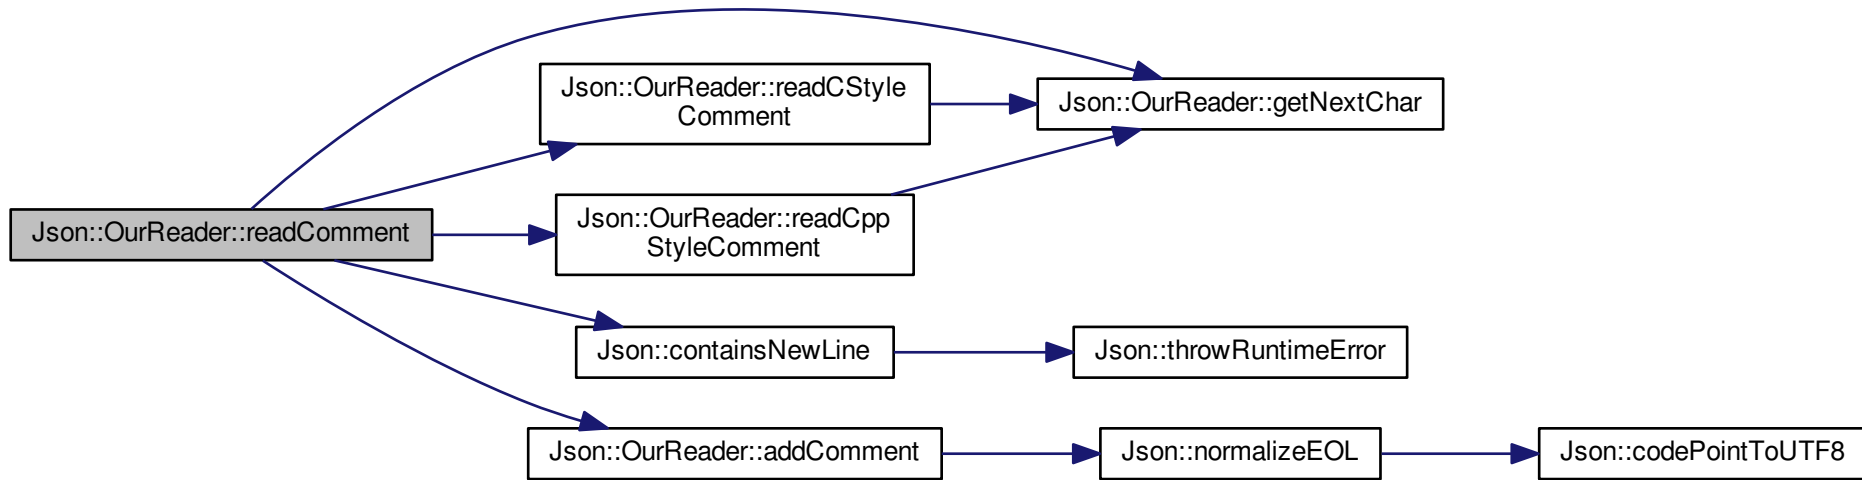 Json::OurReader::readCStyle
Comment
Json::OurReader::getNextChar
Json::OurReader::readComment
Json::OurReader::readCpp
StyleComment
Json::containsNewLine
Json::throwRuntimeError
Json::OurReader::addComment
Json::normalizeEOL
Json::codePointToUTF8